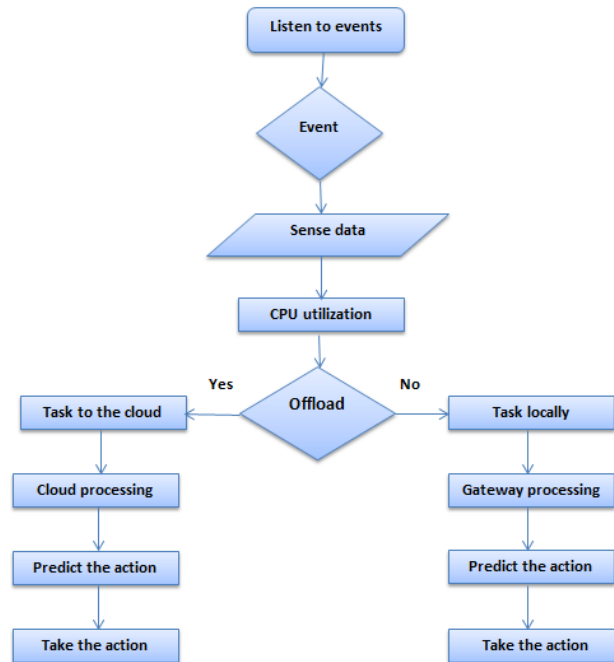 Listen to events
Event
Sense data
CPU utilization
Yes
No
Offload
Task to the cloud
Task locally
Cloud processing
Gateway processing
Predict the action
Predict the action
Take the action
Take the action